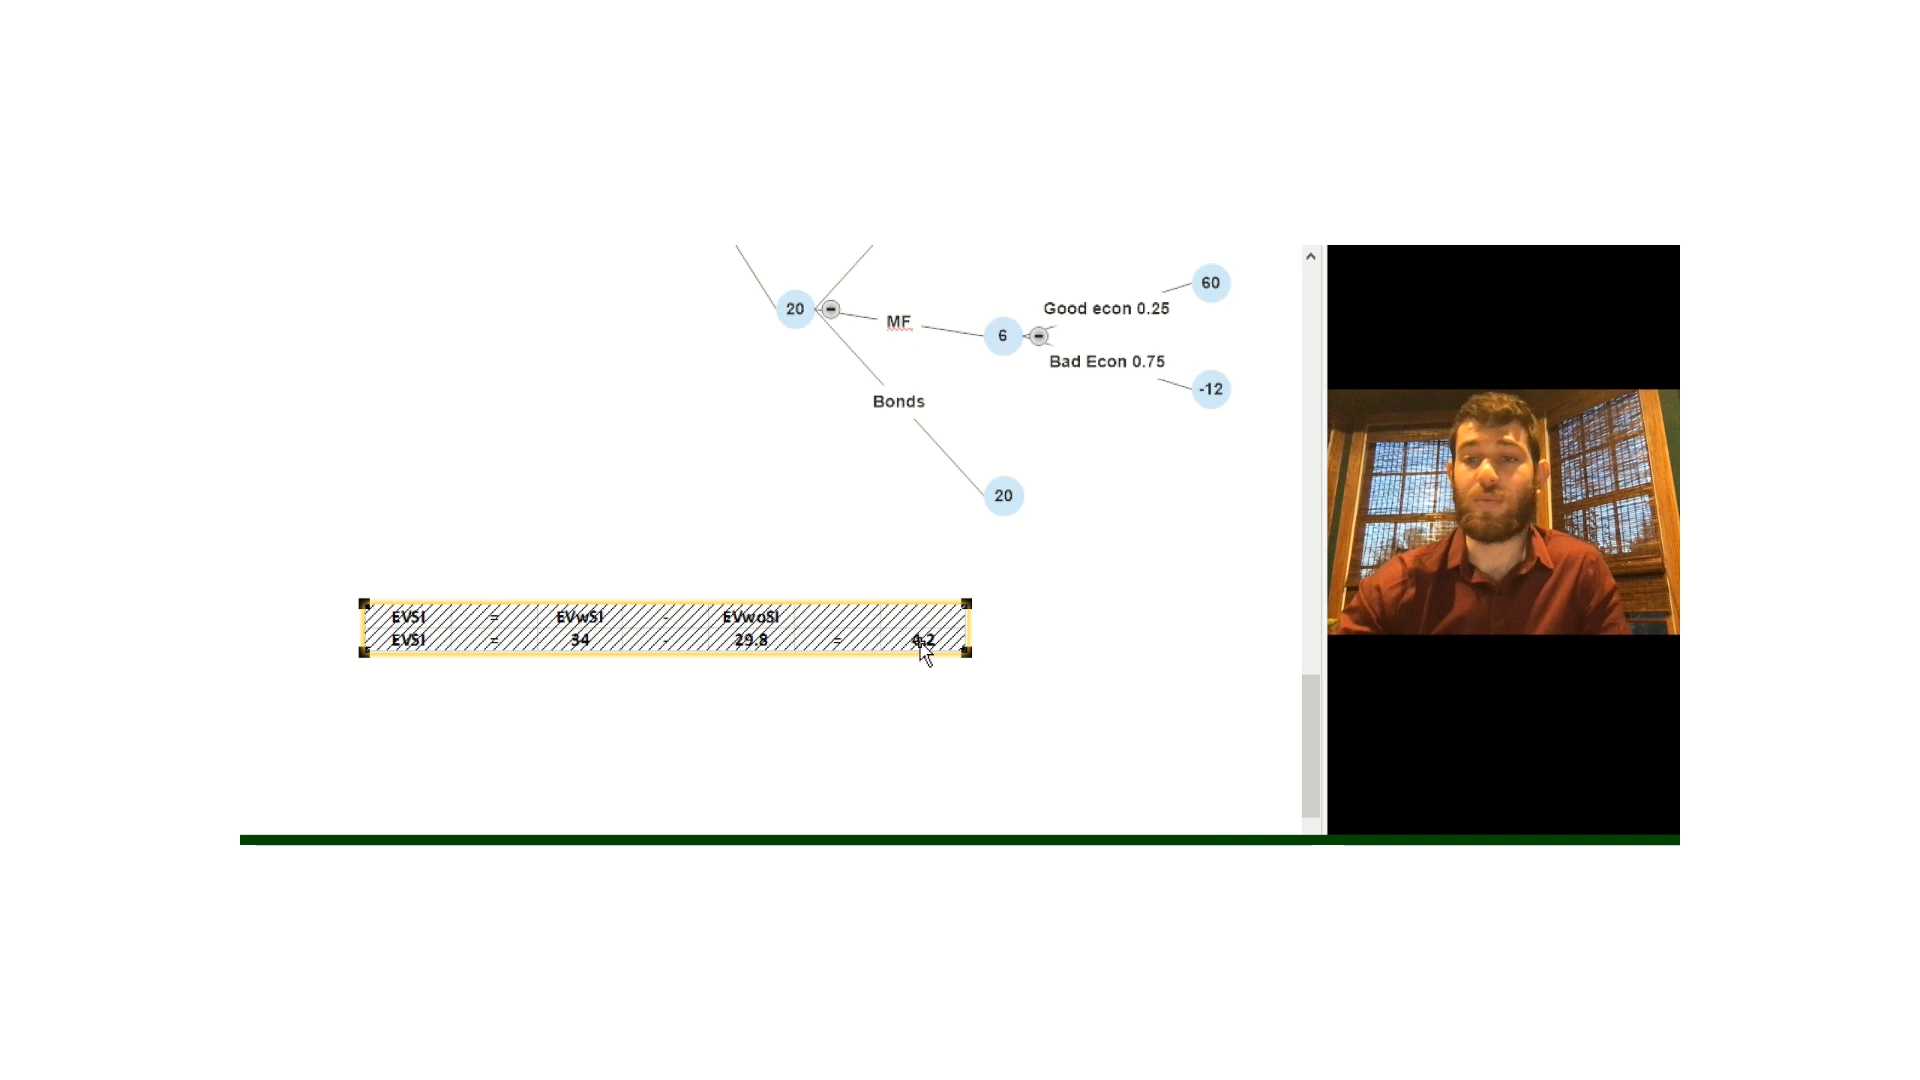 60
Good econ 0.25
20
MF
6
Bad Econ 0.75
-12
Bonds
20
EVSI = EVwSI - EVwoSI
EVSI = 34 - 29.8 = 4.2